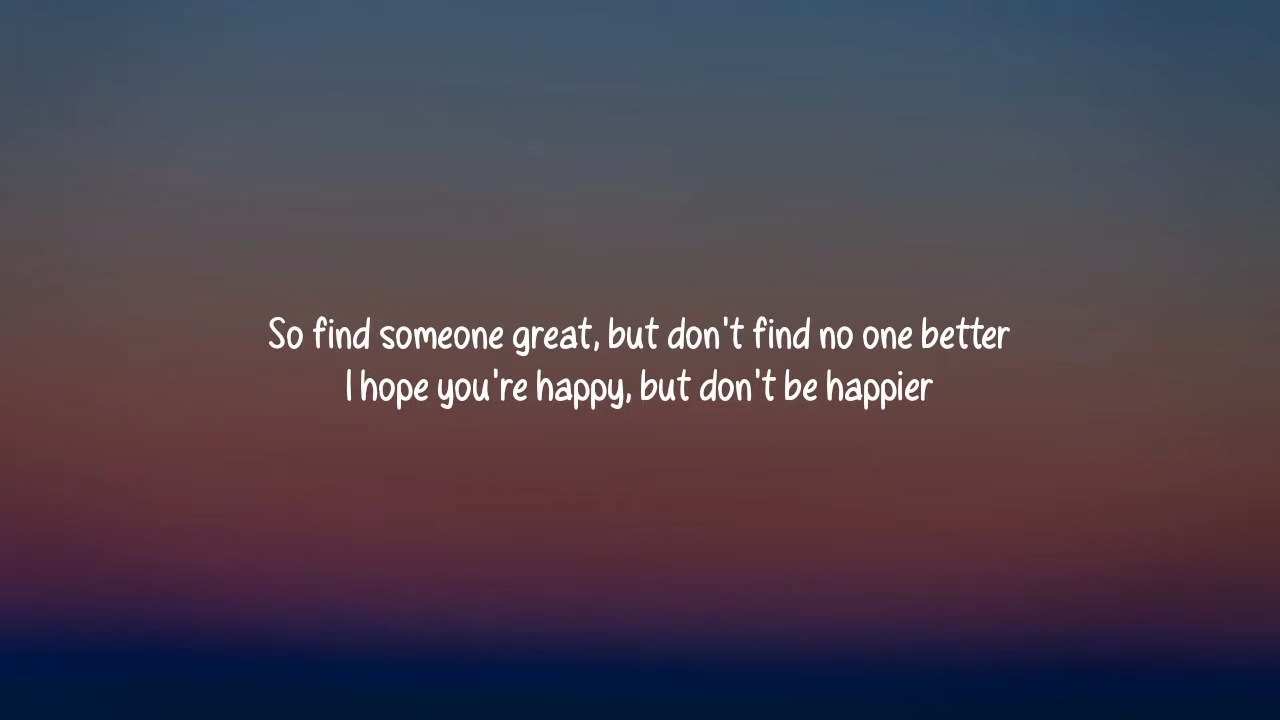 So find someone great, but don't find no one better
I hope you're happy, but don't be happier